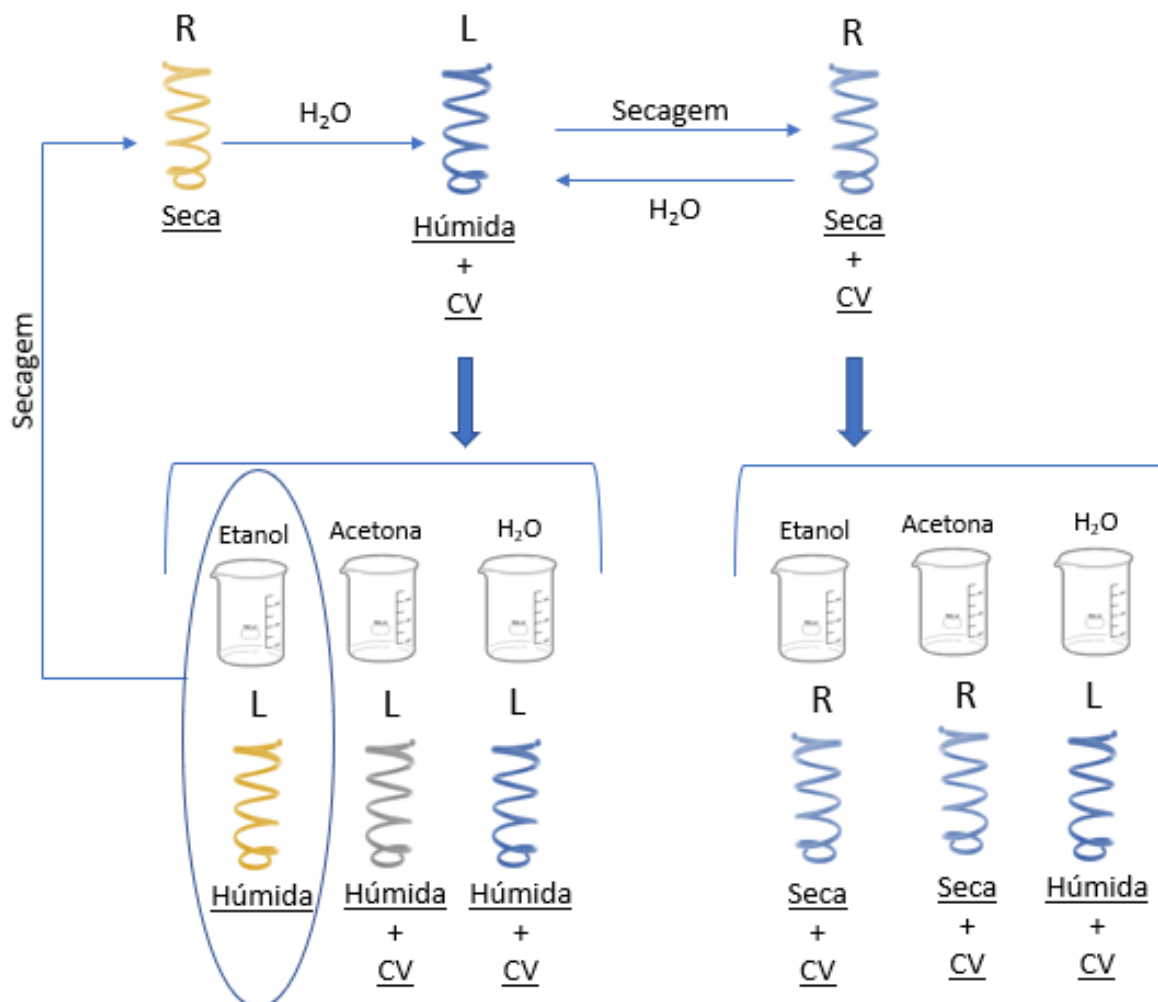 R
L
R
H₂O
Secagem
H₂O
Seca
Húmida
+
CV
Seca
+
CV
Secagem
Etanol
Acetona
H₂O
L
L
L
Húmida
Húmida
+
CV
Húmida
+
CV
Etanol
Acetona
H₂O
R
R
L
Seca
+
CV
Seca
+
CV
Húmida
+
CV